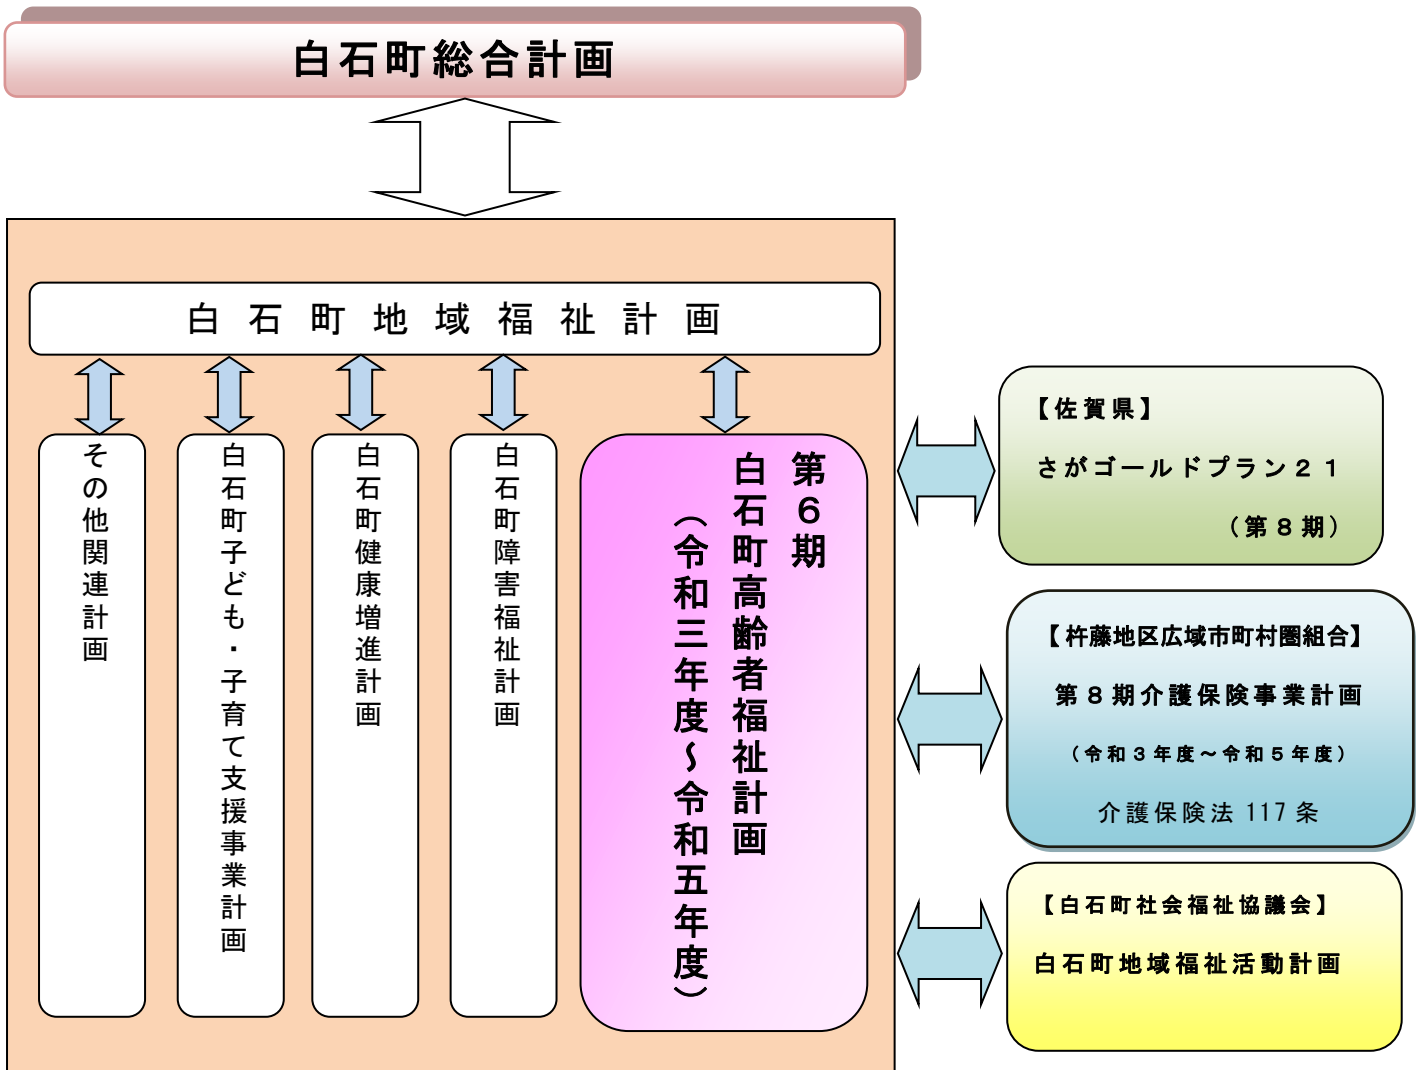 白石町総合計画
白石町地域福祉計画
その他関連計画
白石町子ども・子育て支援事業計画
白石町健康増進計画
白石町障害福祉計画
第６期
白石町高齢者福祉計画
（令和三年度～令和五年度）
【佐賀県】
さがゴールドプラン２１
（第８期）
【杵藤地区広域市町村圏組合】
第８期介護保険事業計画
（令和３年度～令和５年度）
介護保険法 117 条
【白石町社会福祉協議会】
白石町地域福祉活動計画